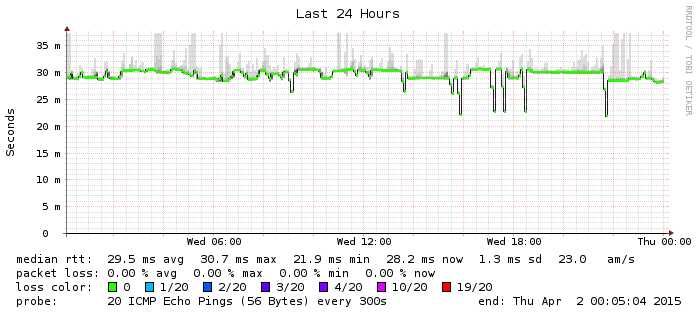 Last 24 Hours
RRDTOOL / TOBI OETIKER
Seconds
35 m
30 m
25 m
20 m
15 m
10 m
5 m
0
Wed 06:00 Wed 12:00 Wed 18:00 Thu 00:00
median rtt: 29.5 ms avg 30.7 ms max 21.9 ms min 28.2 ms now 1.3 ms sd 23.0 am/s
packet loss: 0.00 % avg 0.00 % max 0.00 % min 0.00 % now
loss color: 0 1/20 2/20 3/20 4/20 10/20 19/20
probe: 20 ICMP Echo Pings (56 Bytes) every 300s end: Thu Apr 2 00:05:04 2015